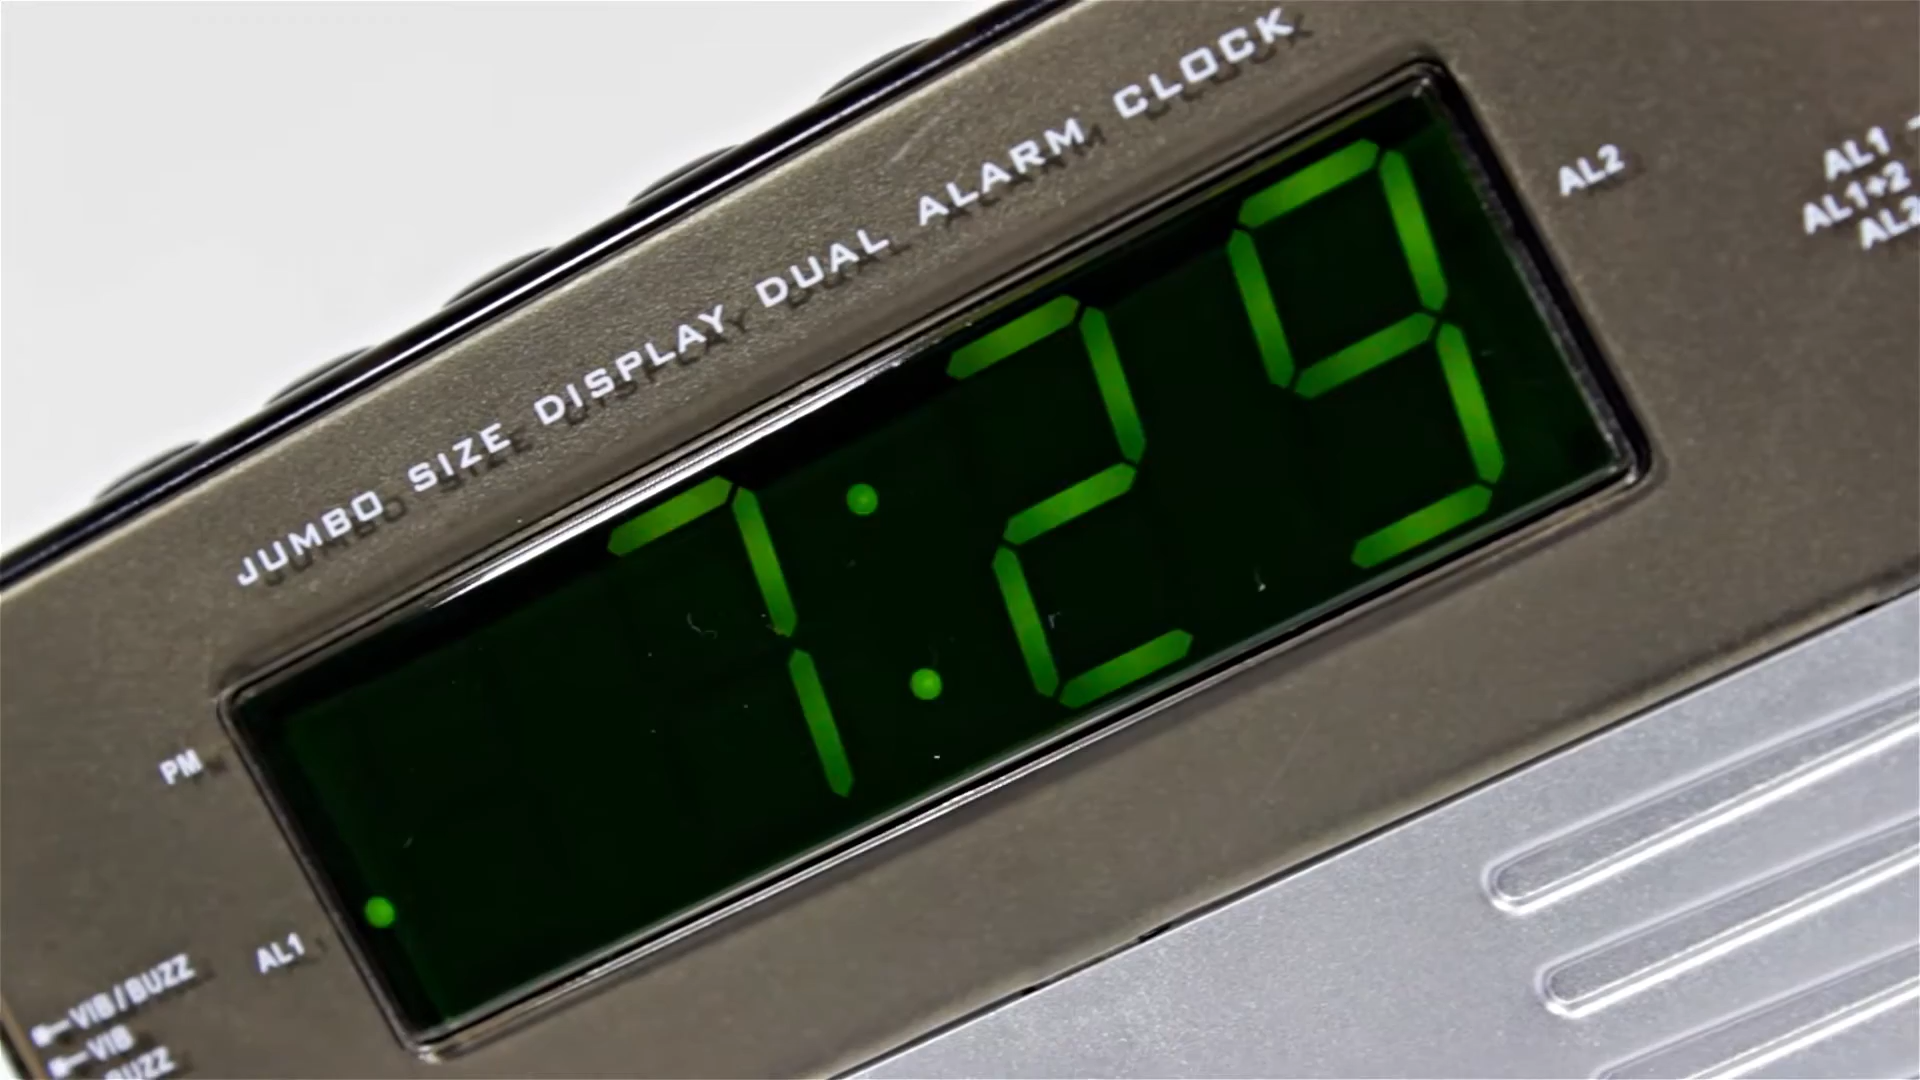 JUMBO SIZE DISPLAY DUAL ALARM CLOCK
7:29
PM
AL1
AL2
VIB/BUZZ
VIB
BUZZ
AL1
AL1+2
AL2